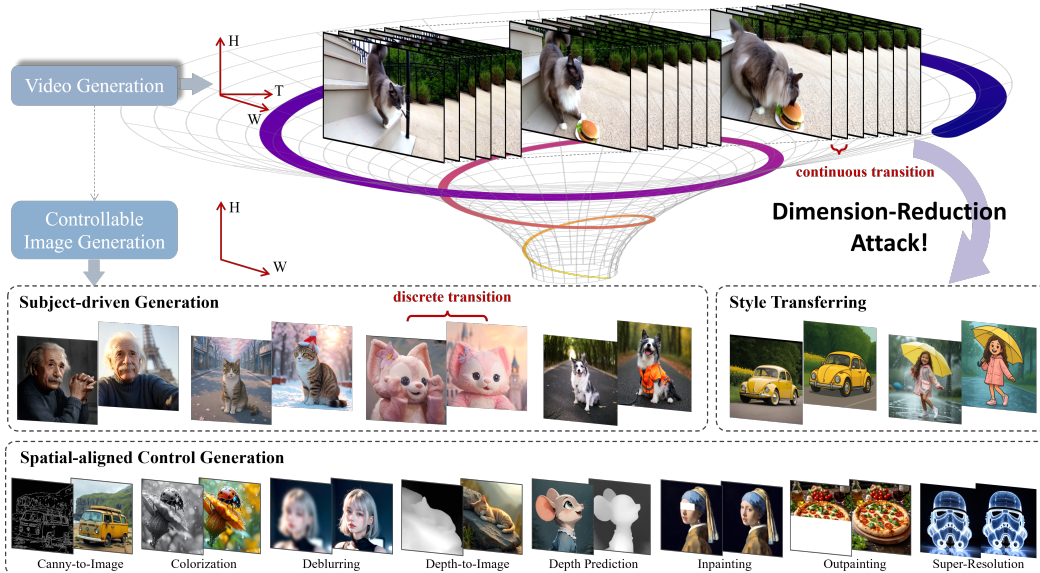 Video Generation
H
T
W
continuous transition
Controllable
Image Generation
H
W
Dimension-Reduction
Attack!
Subject-driven Generation
discrete transition
Style Transferring
Spatial-aligned Control Generation
Canny-to-Image
Colorization
Deblurring
Depth-to-Image
Depth Prediction
Inpainting
Outpainting
Super-Resolution